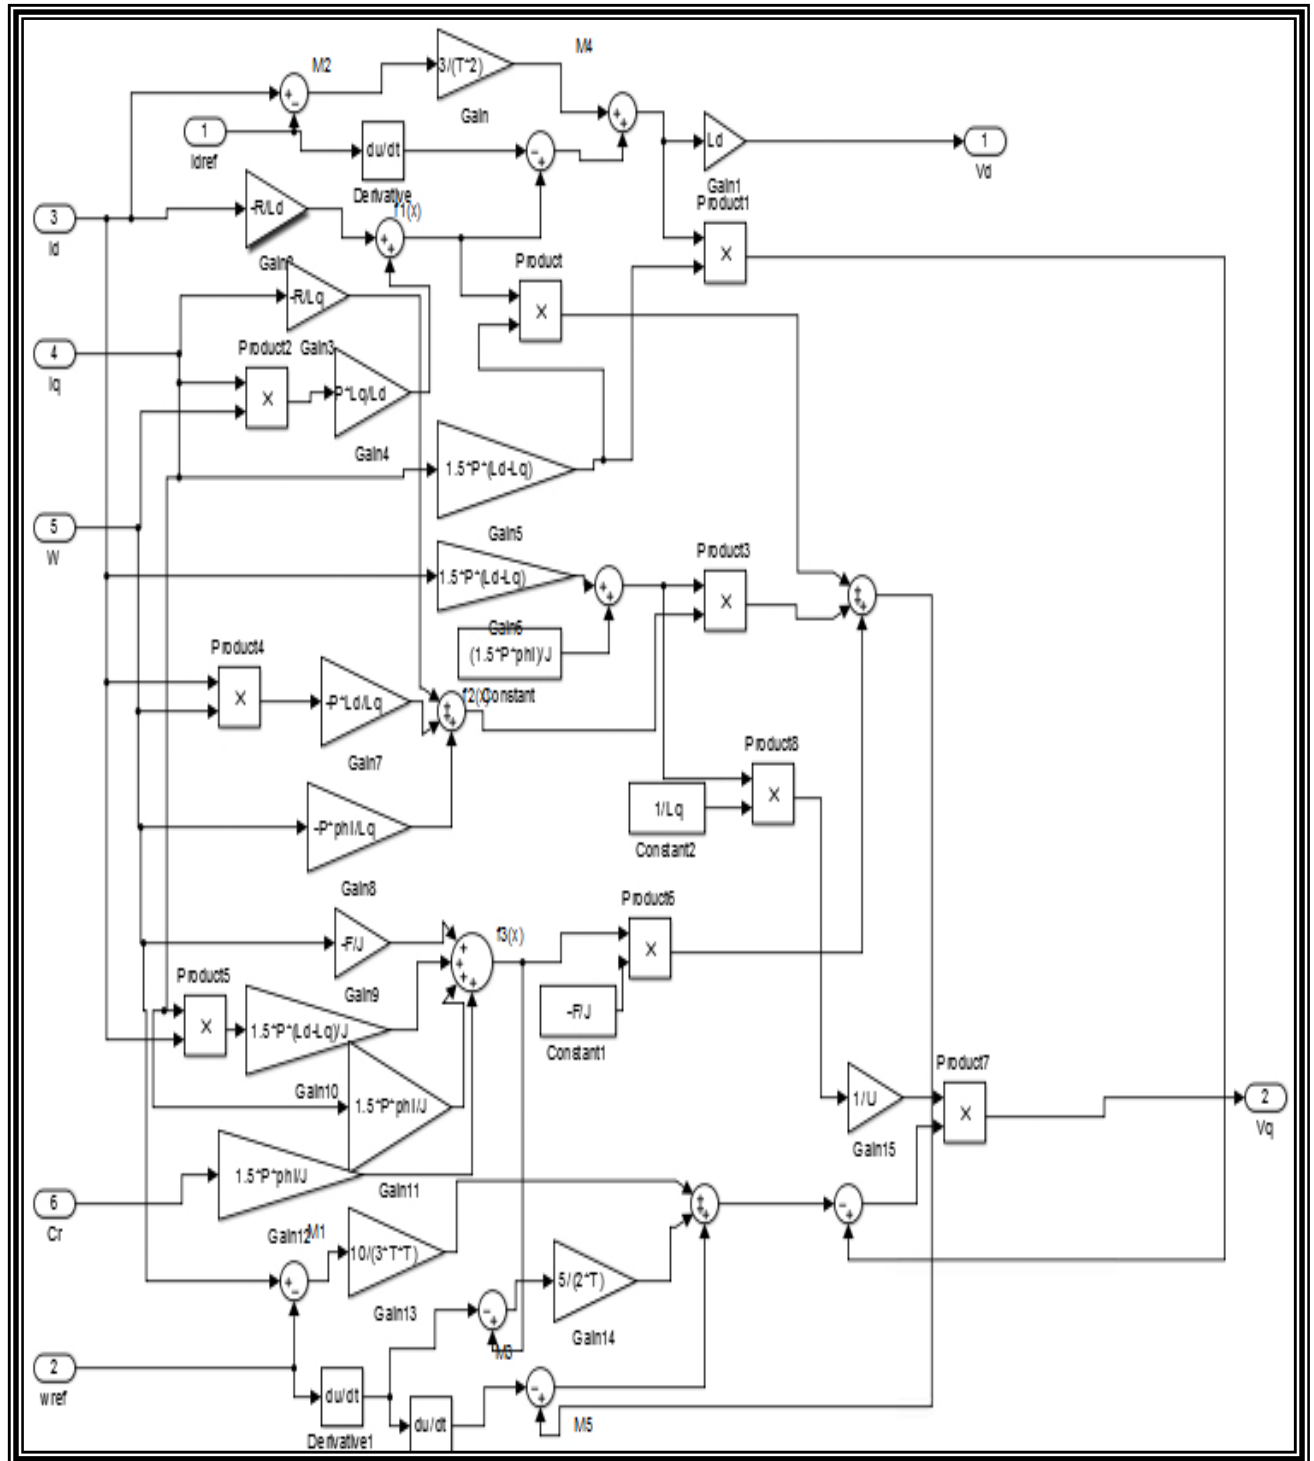 M2
3/(T*2)
M4
Gain
1
Idref
du/dt
Derivative
Ld
Gain1
1
Vd
3
Id
-R/Ld
f1(x)
Product1
X
-R/Lq
Product
X
4
Iq
Product2
X
Gain3
P*Lq/Ld
Gain4
1.5*P*(Ld-Lq)
Gain5
5
W
1.5*P*(Ld-Lq)
Gain6
Product3
X
(1.5*P*phi)/J
Constant
Product4
X
-P*Ld/Lq
Gain7
f2(x)
Product8
X
1/Lq
Constant2
-P*phi/Lq
Gain8
Product6
X
-F/J
Gain9
f3(x)
Product5
X
1.5*P*(Ld-Lq)/J
Gain10
-F/J
Constant1
1.5*P*phi/J
Gain11
1/U
Gain15
Product7
X
2
Vq
1.5*P*phi/J
Gain12
6
Cr
M1
10/(3*T*T)
Gain13
5/(2*T)
Gain14
M3
2
wref
du/dt
Derivative1
du/dt
M5